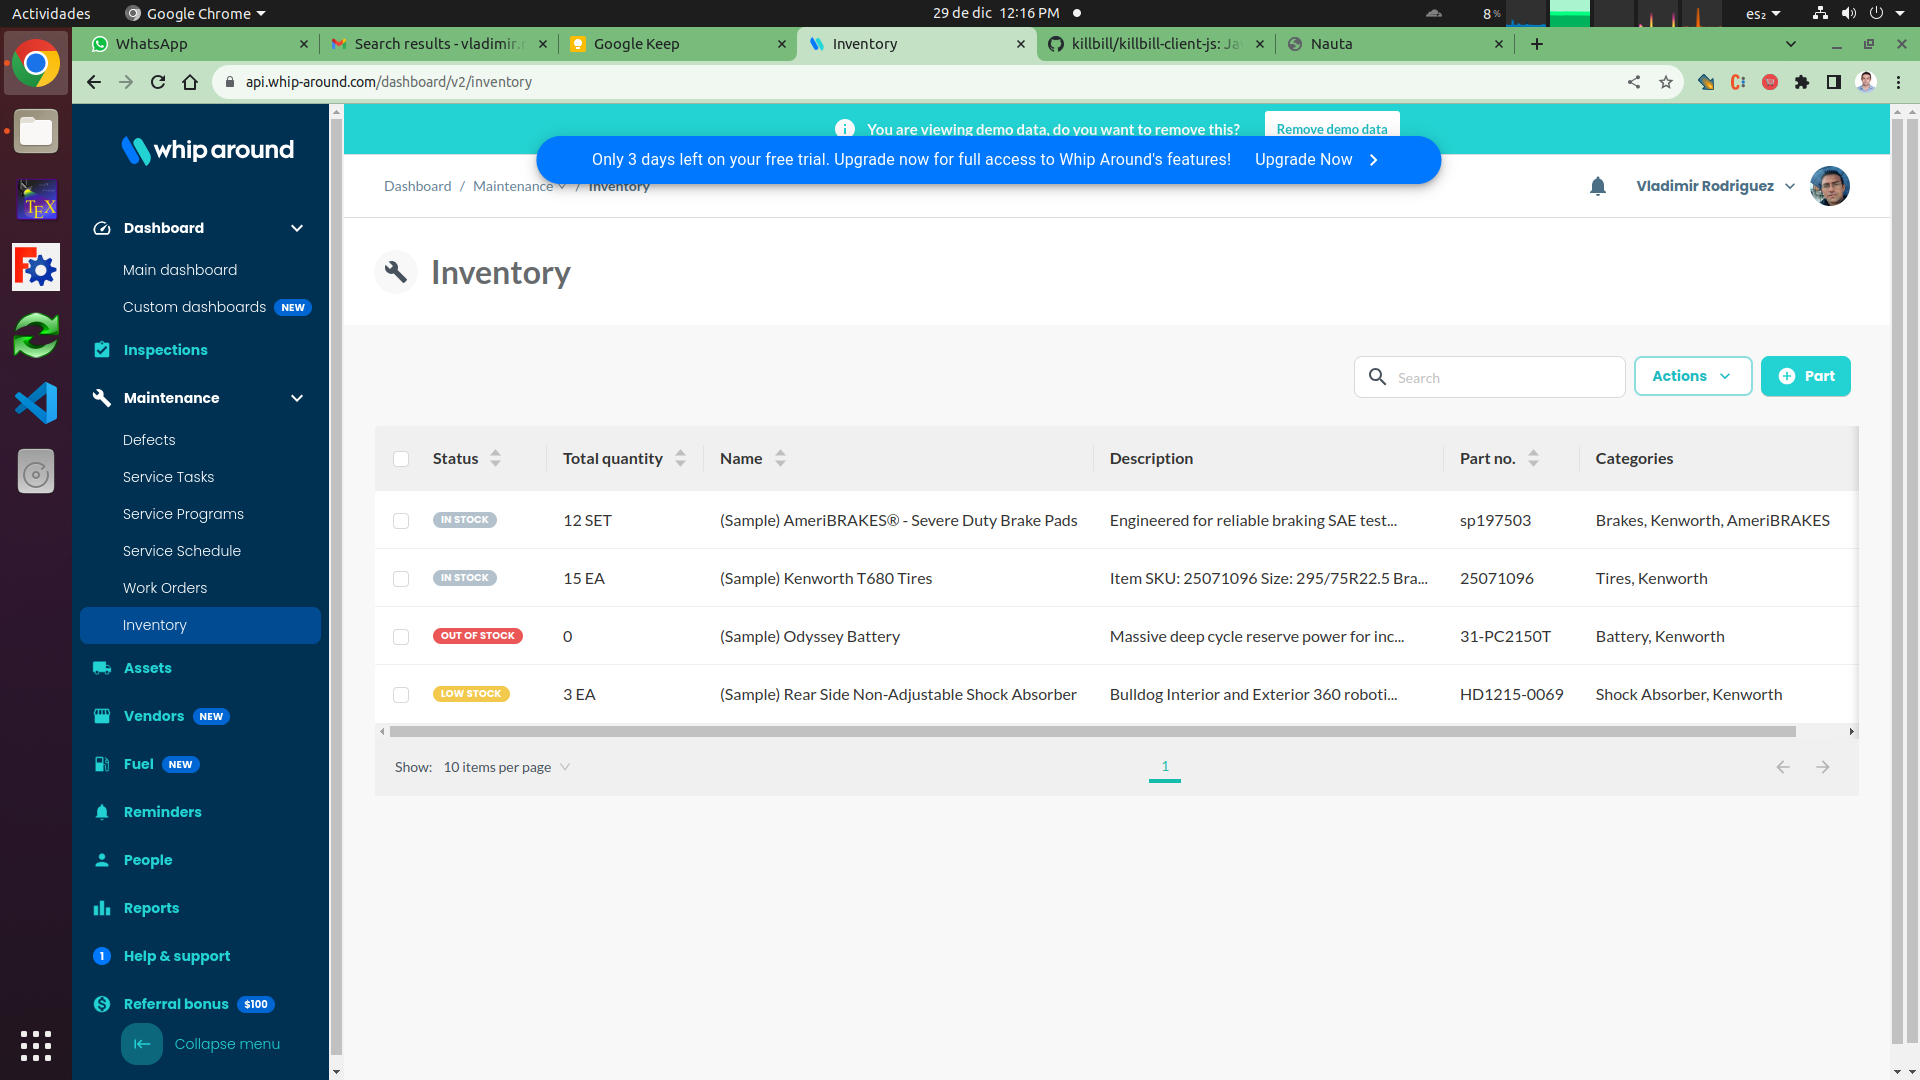 Actividades
Google Chrome
29 de dic 12:16 PM
8 %
es₂
WhatsApp
Search results - vladimir.r
Google Keep
Inventory
killbill/killbill-client-js: Ja
Nauta
api.whip-around.com/dashboard/v2/inventory
whip around
You are viewing demo data, do you want to remove this?
Remove demo data
Only 3 days left on your free trial. Upgrade now for full access to Whip Around's features!
Upgrade Now
Dashboard / Maintenance / Inventory
Vladimir Rodriguez
Dashboard
Main dashboard
Custom dashboards NEW
Inspections
Maintenance
Defects
Service Tasks
Service Programs
Service Schedule
Work Orders
Inventory
Assets
Vendors NEW
Fuel NEW
Reminders
People
Reports
1 Help & support
Referral bonus $100
Collapse menu
Inventory
Search
Actions
Part
Status Total quantity Name Description Part no. Categories
IN STOCK 12 SET (Sample) AmeriBRAKES® - Severe Duty Brake Pads Engineered for reliable braking SAE test... sp197503 Brakes, Kenworth, AmeriBRAKES
IN STOCK 15 EA (Sample) Kenworth T680 Tires Item SKU: 25071096 Size: 295/75R22.5 Bra... 25071096 Tires, Kenworth
OUT OF STOCK 0 (Sample) Odyssey Battery Massive deep cycle reserve power for inc... 31-PC2150T Battery, Kenworth
LOW STOCK 3 EA (Sample) Rear Side Non-Adjustable Shock Absorber Bulldog Interior and Exterior 360 roboti... HD1215-0069 Shock Absorber, Kenworth
Show: 10 items per page
1